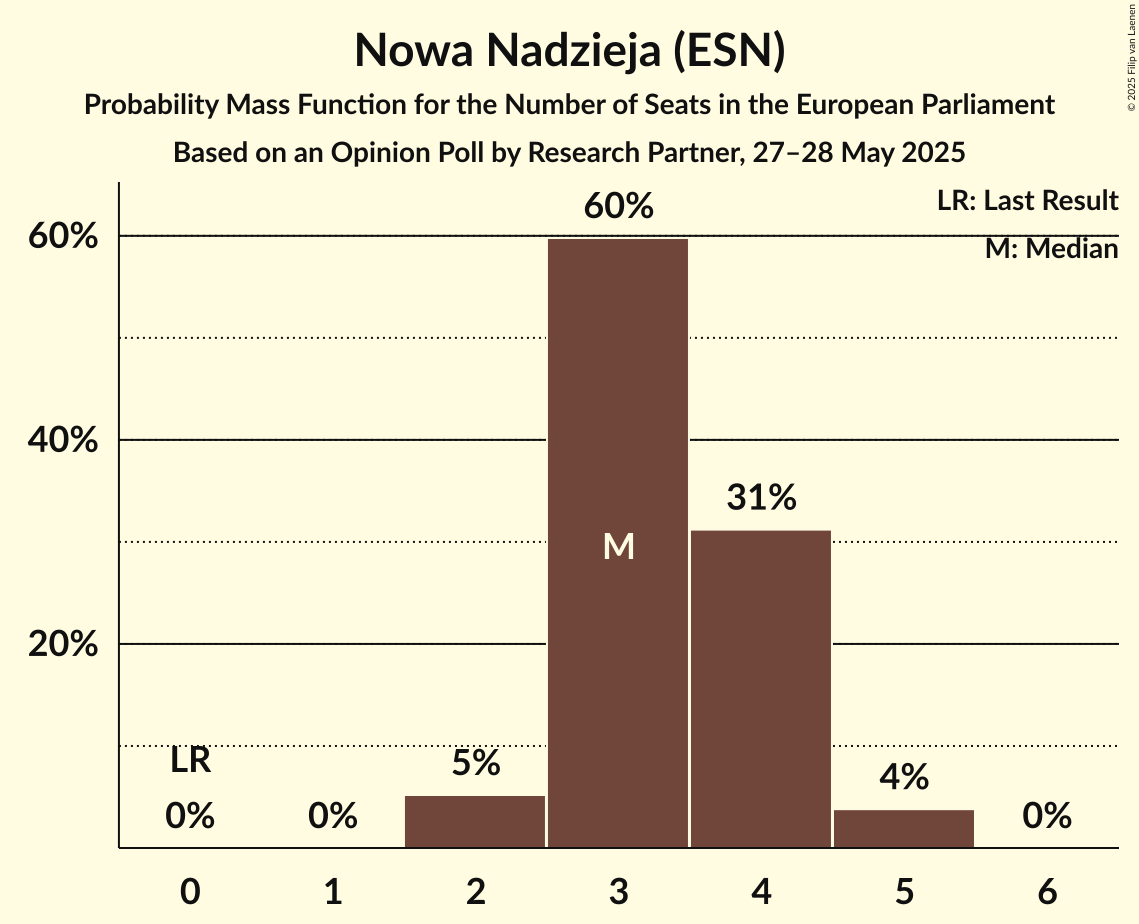 Nowa Nadzieja (ESN)
Probability Mass Function for the Number of Seats in the European Parliament
Based on an Opinion Poll by Research Partner, 27–28 May 2025
© 2025 Filip van Laenen
LR: Last Result
M: Median
60%
40%
20%
60%
31%
M
LR
0%
0%
5%
4%
0%
0 1 2 3 4 5 6